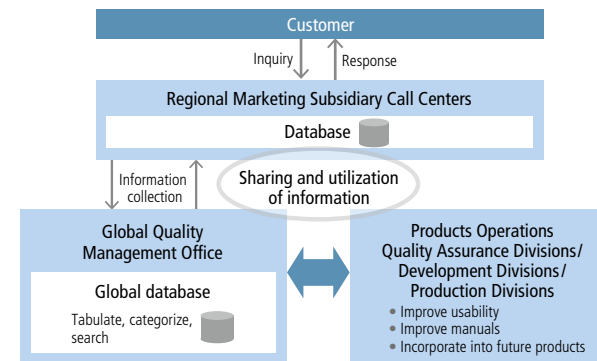 Customer
Inquiry
Response
Regional Marketing Subsidiary Call Centers
Database
Information
collection
Sharing and utilization
of information
Global Quality
Management Office
Global database
Tabulate, categorize,
search
Products Operations
Quality Assurance Divisions/
Development Divisions/
Production Divisions
• Improve usability
• Improve manuals
• Incorporate into future products